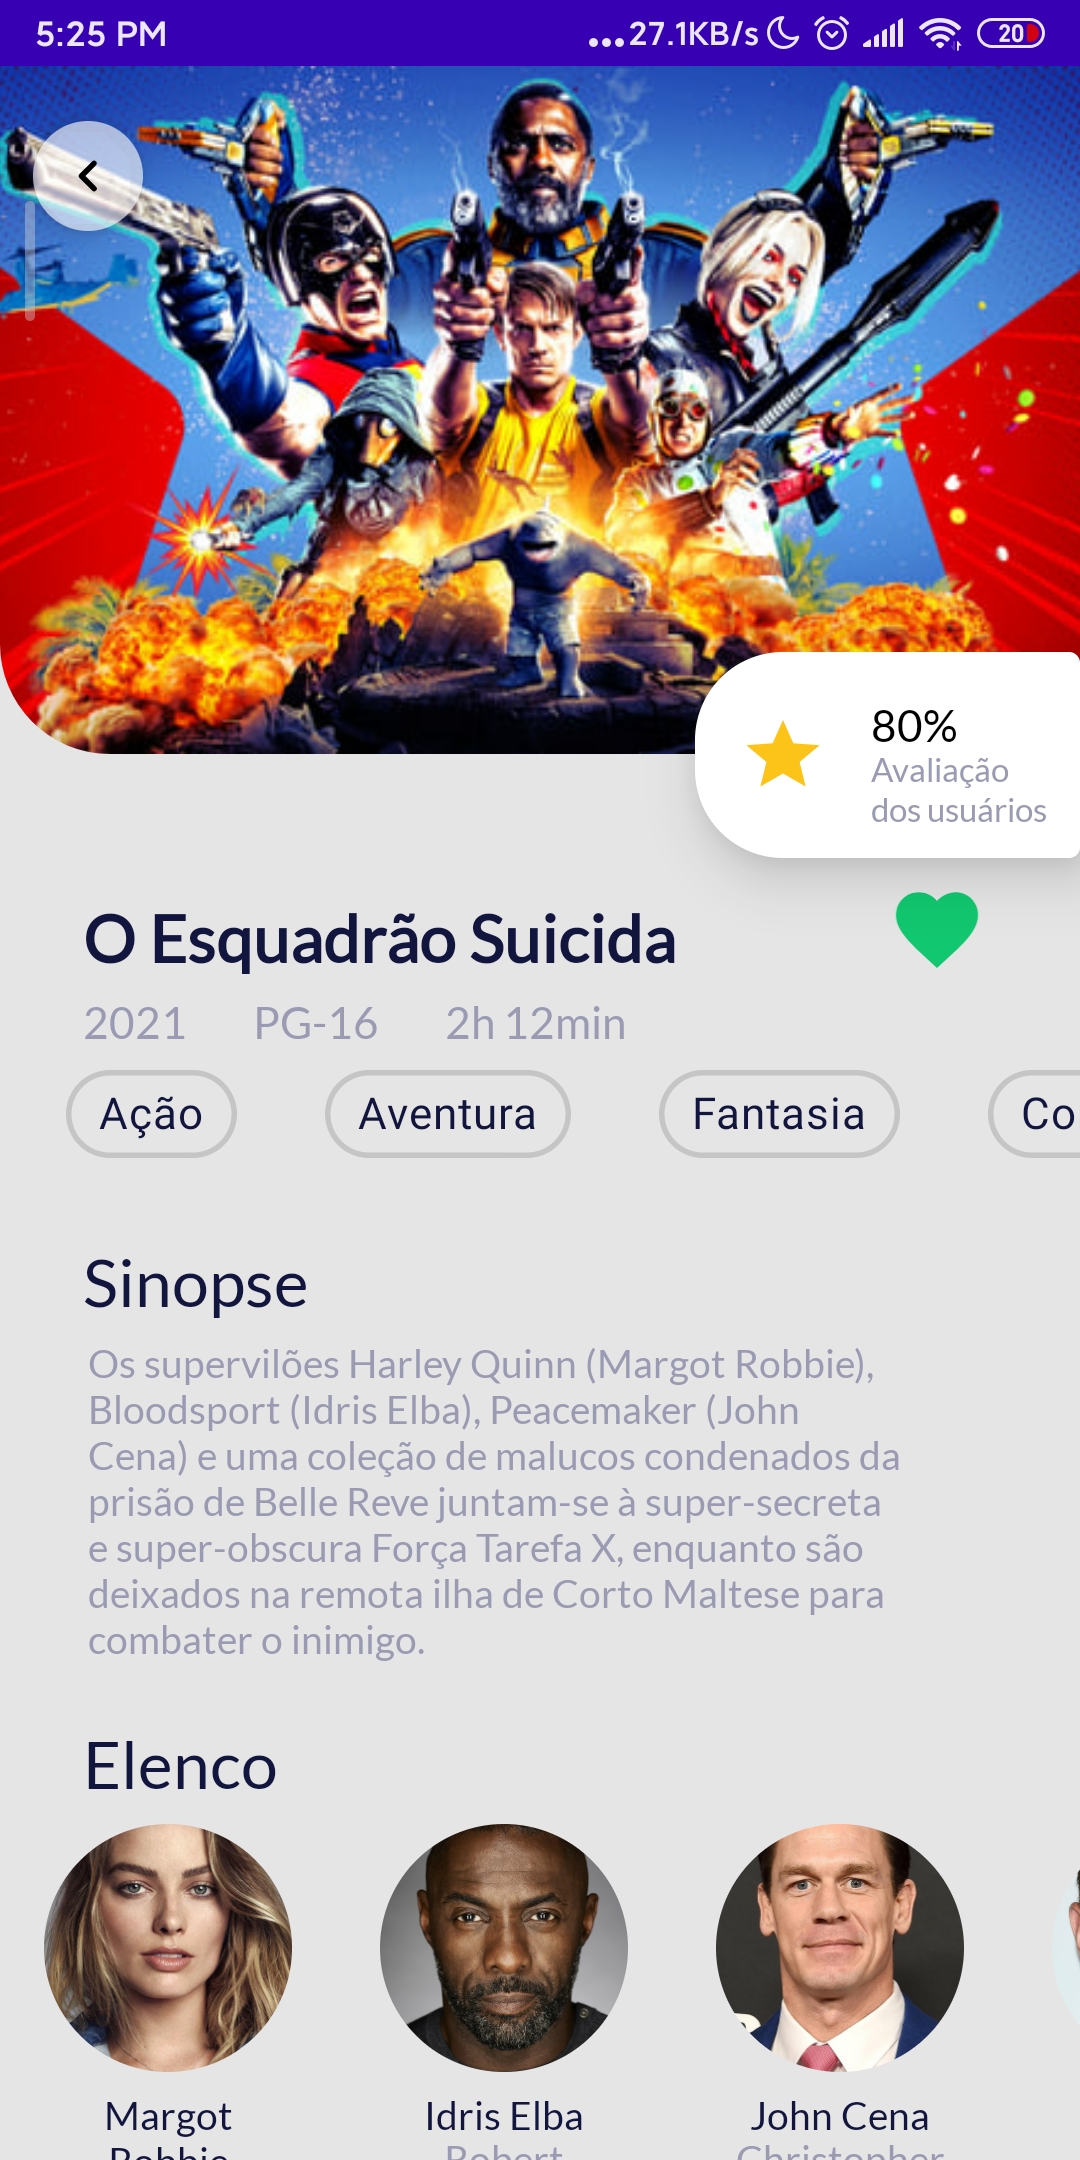 5:25 PM
...27.1KB/s
20
80%
Avaliação
dos usuários
O Esquadrão Suicida
2021 PG-16 2h 12min
Ação Aventura Fantasia Co
Sinopse
Os supervilões Harley Quinn (Margot Robbie),
Bloodsport (Idris Elba), Peacemaker (John
Cena) e uma coleção de malucos condenados da
prisão de Belle Reve juntam-se à super-secreta
e super-obscura Força Tarefa X, enquanto são
deixados na remota ilha de Corto Maltese para
combater o inimigo.
Elenco
Margot Idris Elba John Cena
Robbie Robert Christopher